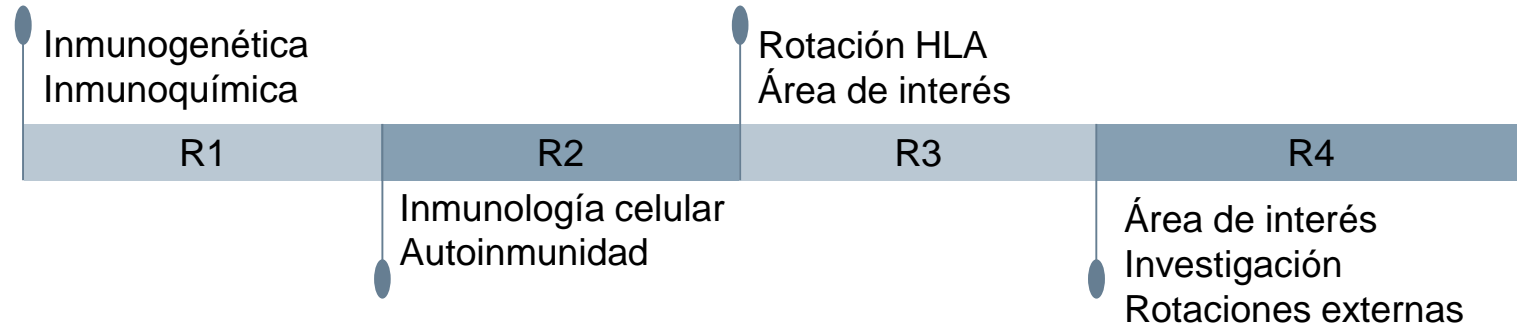 Inmunogenética
Inmunoquímica
Rotación HLA
Área de interés
R1
R2
R3
R4
Inmunología celular
Autoinmunidad
Área de interés
Investigación
Rotaciones externas